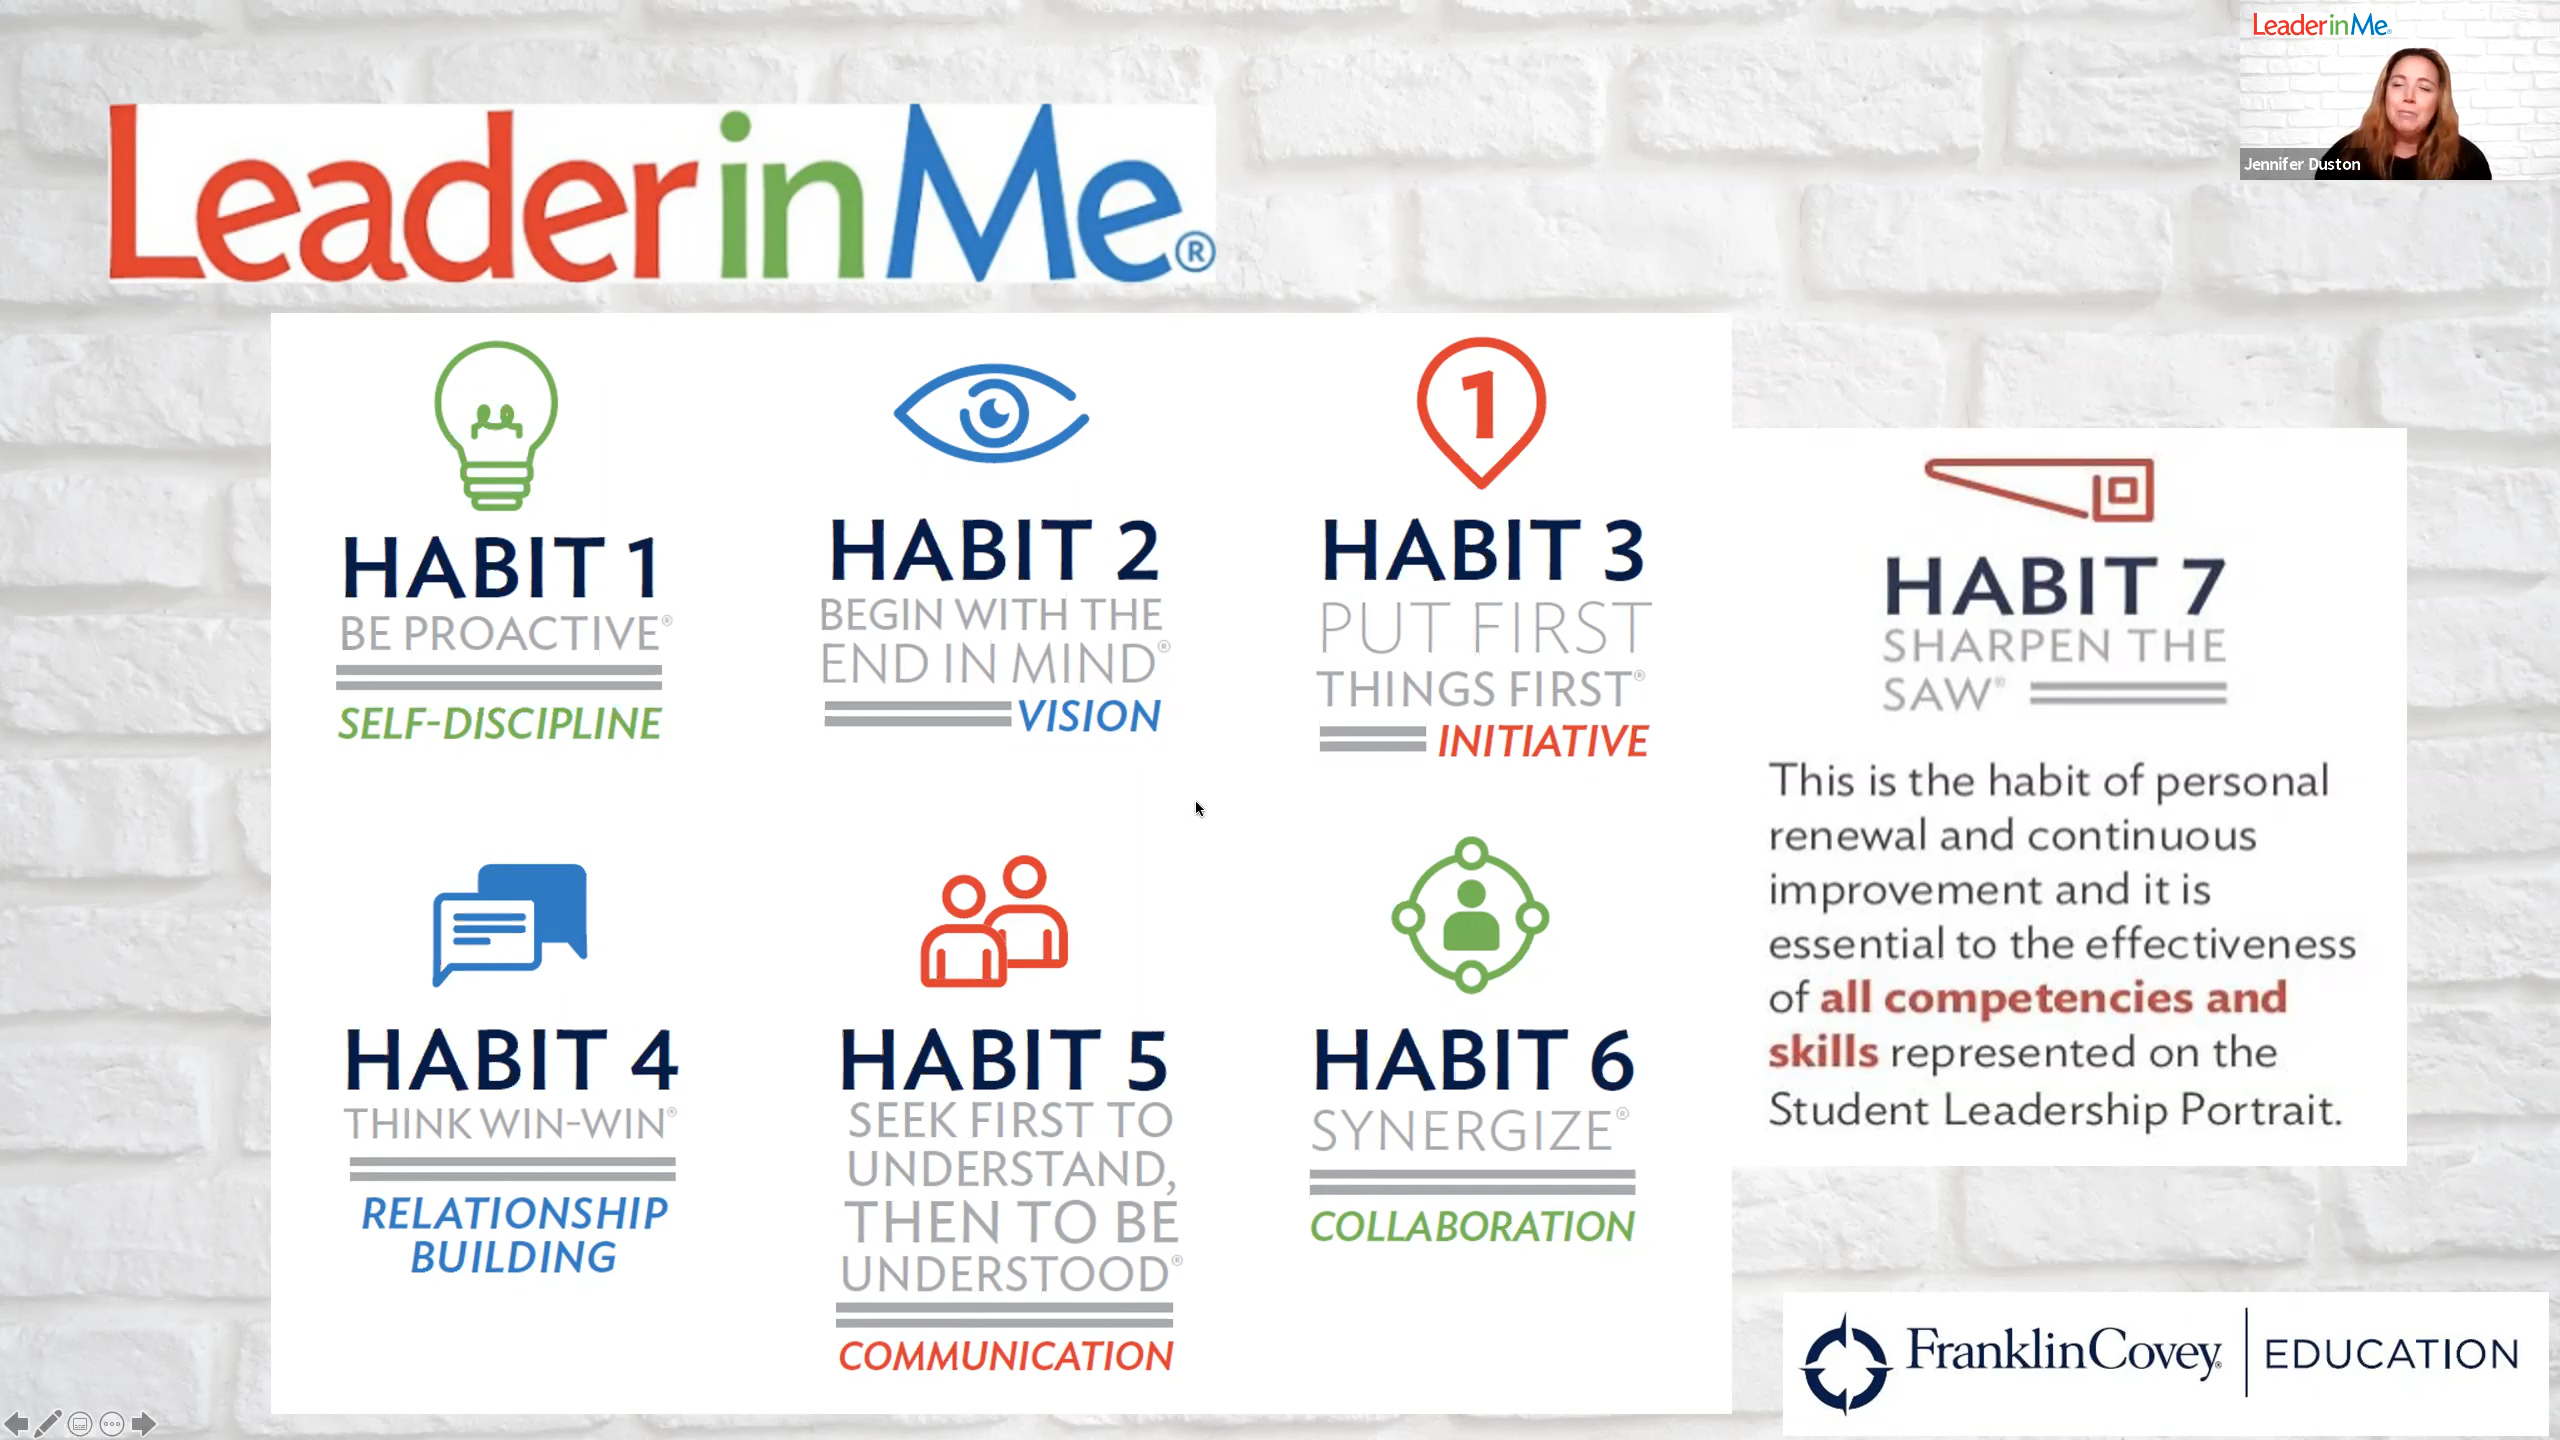 LeaderinMe®
LeaderinMe®
Jennifer Duston
1
HABIT 1
BE PROACTIVE®
SELF-DISCIPLINE
HABIT 2
BEGIN WITH THE
END IN MIND®
VISION
HABIT 3
PUT FIRST
THINGS FIRST®
INITIATIVE
HABIT 4
THINK WIN-WIN®
RELATIONSHIP
BUILDING
HABIT 5
SEEK FIRST TO
UNDERSTAND,
THEN TO BE
UNDERSTOOD®
COMMUNICATION
HABIT 6
SYNERGIZE®
COLLABORATION
HABIT 7
SHARPEN THE
SAW®
This is the habit of personal
renewal and continuous
improvement and it is
essential to the effectiveness
of all competencies and
skills represented on the
Student Leadership Portrait.
FranklinCovey® | EDUCATION